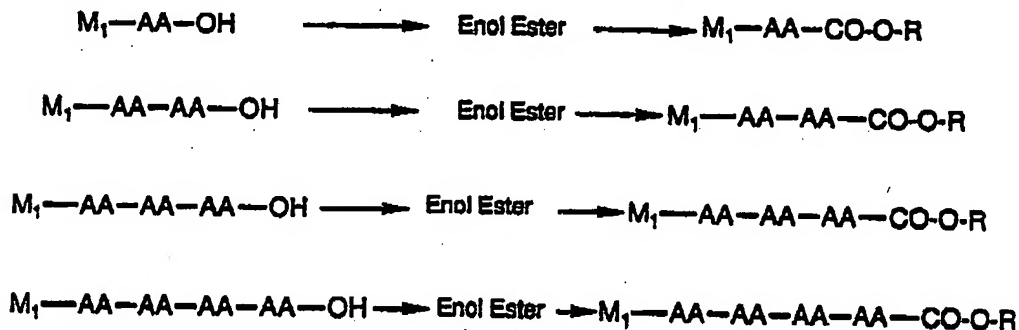 M₁—AA—OH → Enol Ester → M₁—AA—CO-O-R
M₁—AA—AA—OH → Enol Ester → M₁—AA—AA—CO-O-R
M₁—AA—AA—AA—OH → Enol Ester → M₁—AA—AA—AA—CO-O-R
M₁—AA—AA—AA—AA—OH → Enol Ester → M₁—AA—AA—AA—AA—CO-O-R